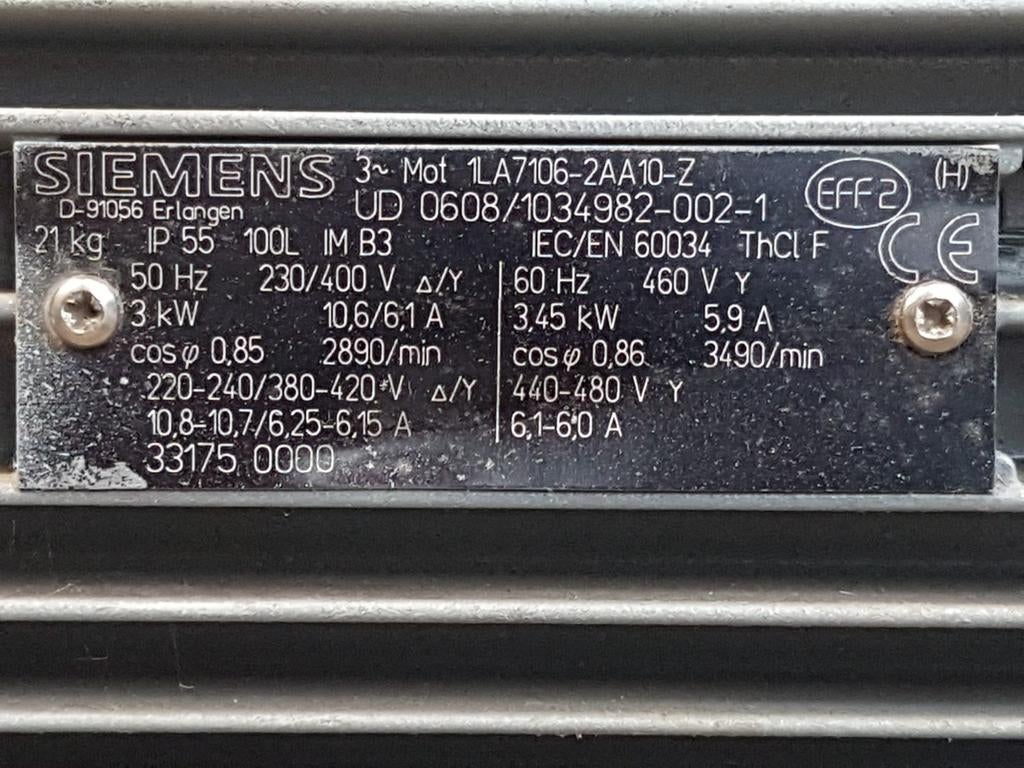 SIEMENS 3~ Mot 1LA7106-2AA10-Z EFF2 (H)
D-91056 Erlangen UD 0608/1034982-002-1 CE
21 kg IP 55 100L IM B3 IEC/EN 60034 ThCl F
50 Hz 230/400 V Δ/Y 60 Hz 460 V Y
3 kW 10,6/6,1 A 3,45 kW 5,9 A
cos φ 0,85 2890/min cos φ 0,86 3490/min
220-240/380-420 V Δ/Y 440-480 V Y
10,8-10,7/6,25-6,15 A 6,1-6,0 A
33175 0000